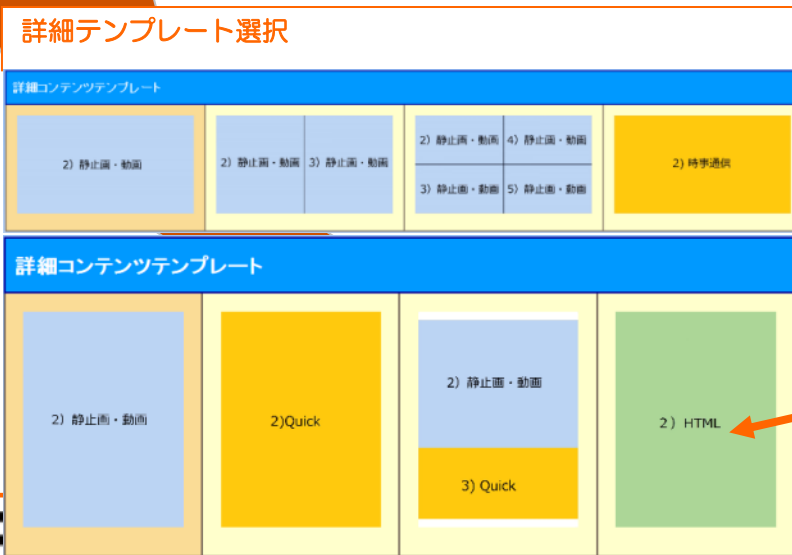 詳細テンプレート選択
詳細コンテンツテンプレート
2）静止画・動画
2）静止画・動画 3）静止画・動画
2）静止画・動画 4）静止画・動画
3）静止画・動画 5）静止画・動画
2) 時事通信
詳細コンテンツテンプレート
2）静止画・動画
2)Quick
2）静止画・動画
3) Quick
2）HTML